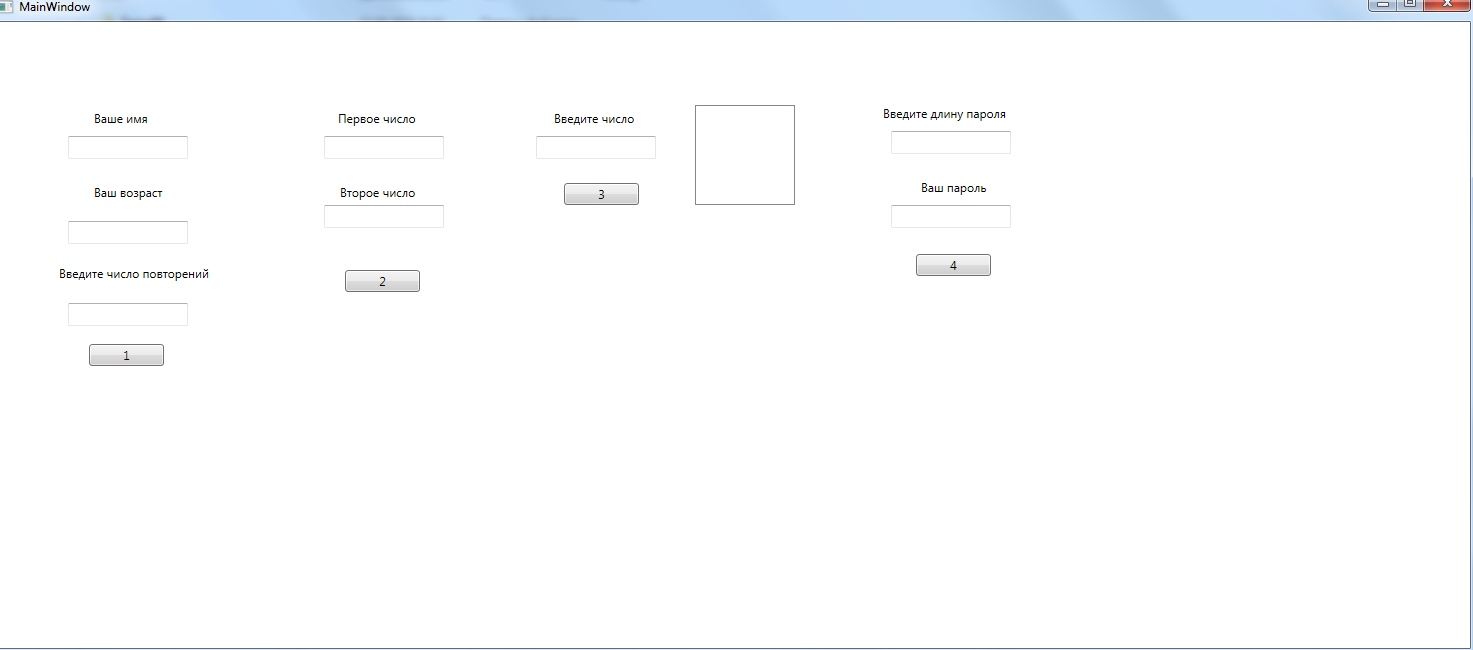 MainWindow
Ваше имя
Ваш возраст
Введите число повторений
1
Первое число
Второе число
2
Введите число
3
Введите длину пароля
Ваш пароль
4